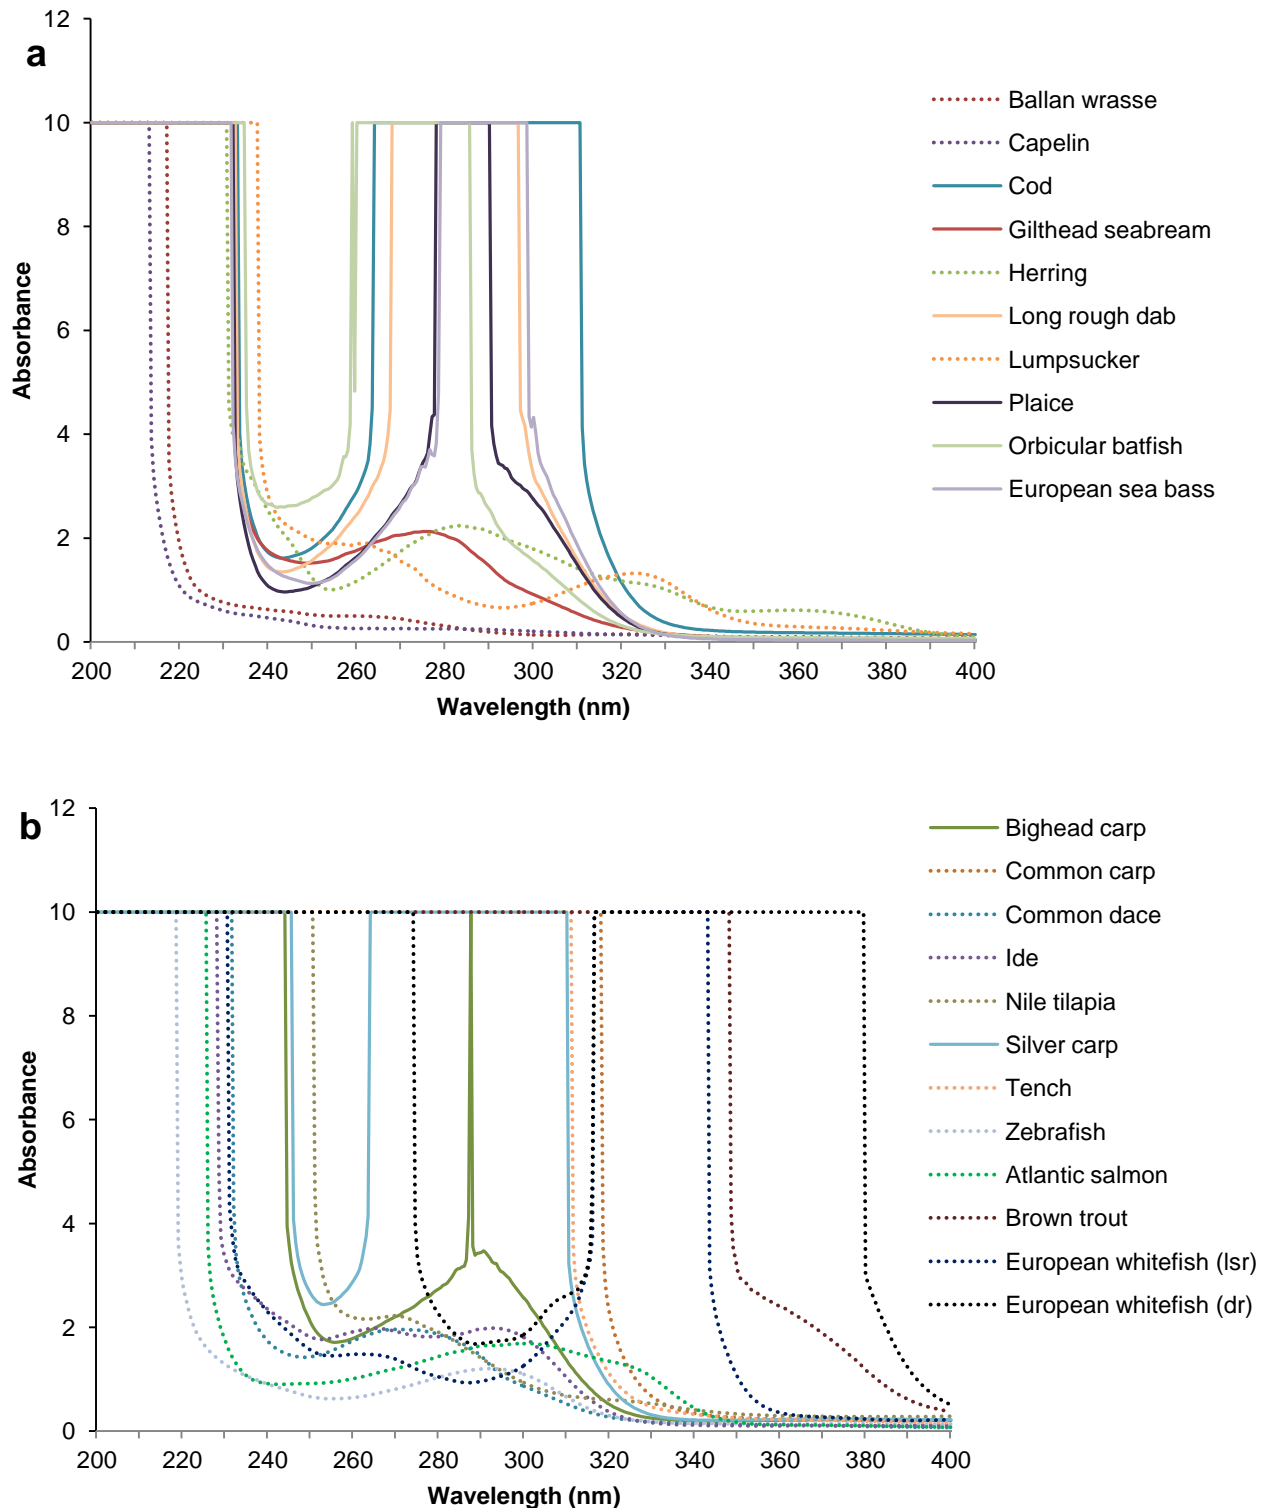 a
12
10
8
6
4
2
0
Absorbance
200 220 240 260 280 300 320 340 360 380 400
Wavelength (nm)
Ballan wrasse
Capelin
Cod
Gilthead seabream
Herring
Long rough dab
Lumpsucker
Plaice
Orbicular batfish
European sea bass
b
12
10
8
6
4
2
0
Absorbance
200 220 240 260 280 300 320 340 360 380 400
Wavelength (nm)
Bighead carp
Common carp
Common dace
Ide
Nile tilapia
Silver carp
Tench
Zebrafish
Atlantic salmon
Brown trout
European whitefish (lsr)
European whitefish (dr)